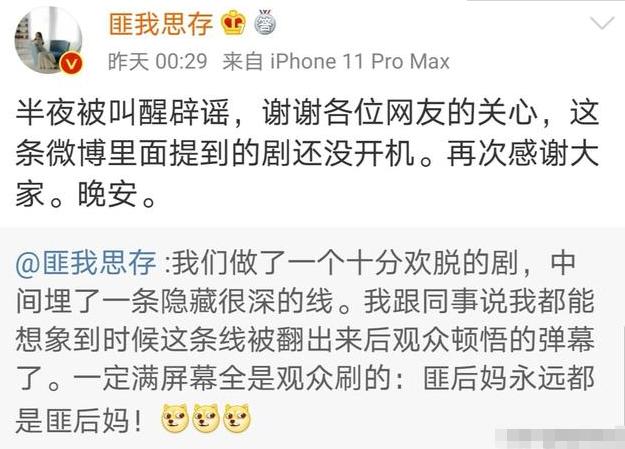 匪我思存
昨天 00:29 来自 iPhone 11 Pro Max
半夜被叫醒辟谣，谢谢各位网友的关心，这
条微博里面提到的剧还没开机。再次感谢大
家。晚安。
@匪我思存 :我们做了一个十分欢脱的剧，中
间埋了一条隐藏很深的线。我跟同事说我都能
想象到时候这条线被翻出来后观众顿悟的弹幕
了。一定满屏幕全是观众刷的：匪后妈永远都
是匪后妈！